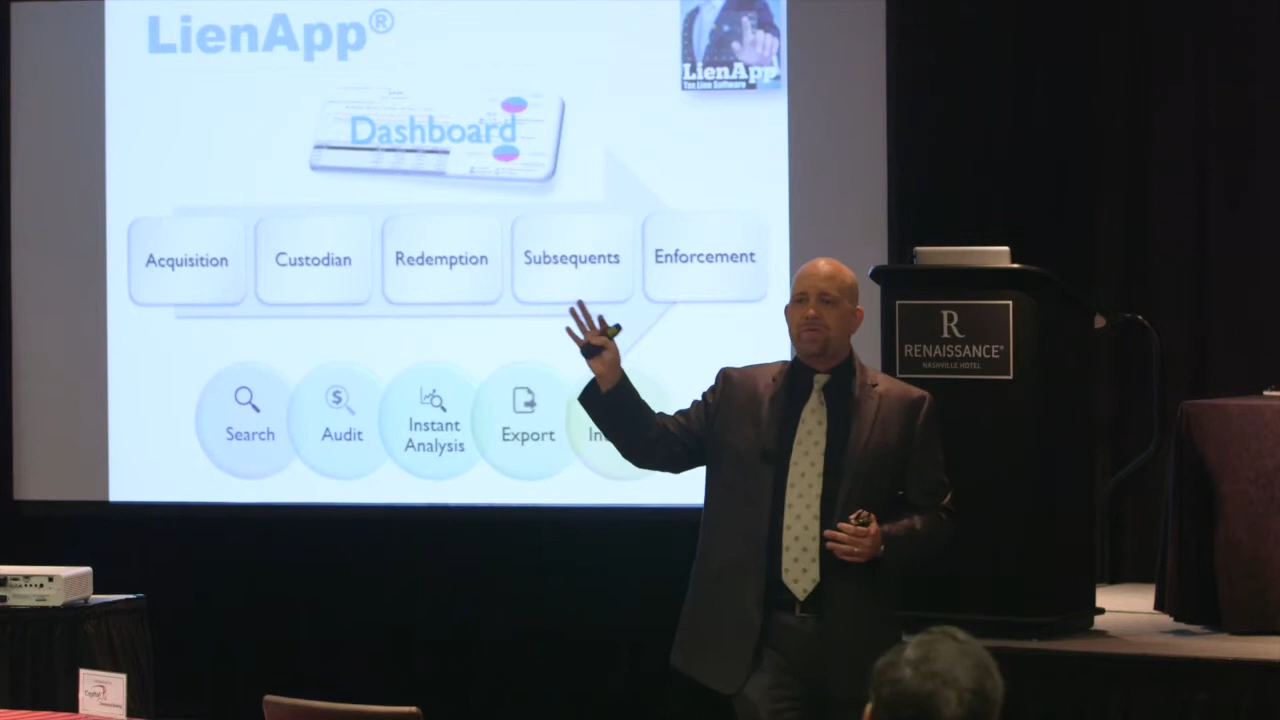 LienApp®
LienApp
Tax Lien Software
Dashboard
Acquisition
Custodian
Redemption
Subsequents
Enforcement
Search
Audit
Instant
Analysis
Export
R
RENAISSANCE®
NASHVILLE HOTEL
Capital